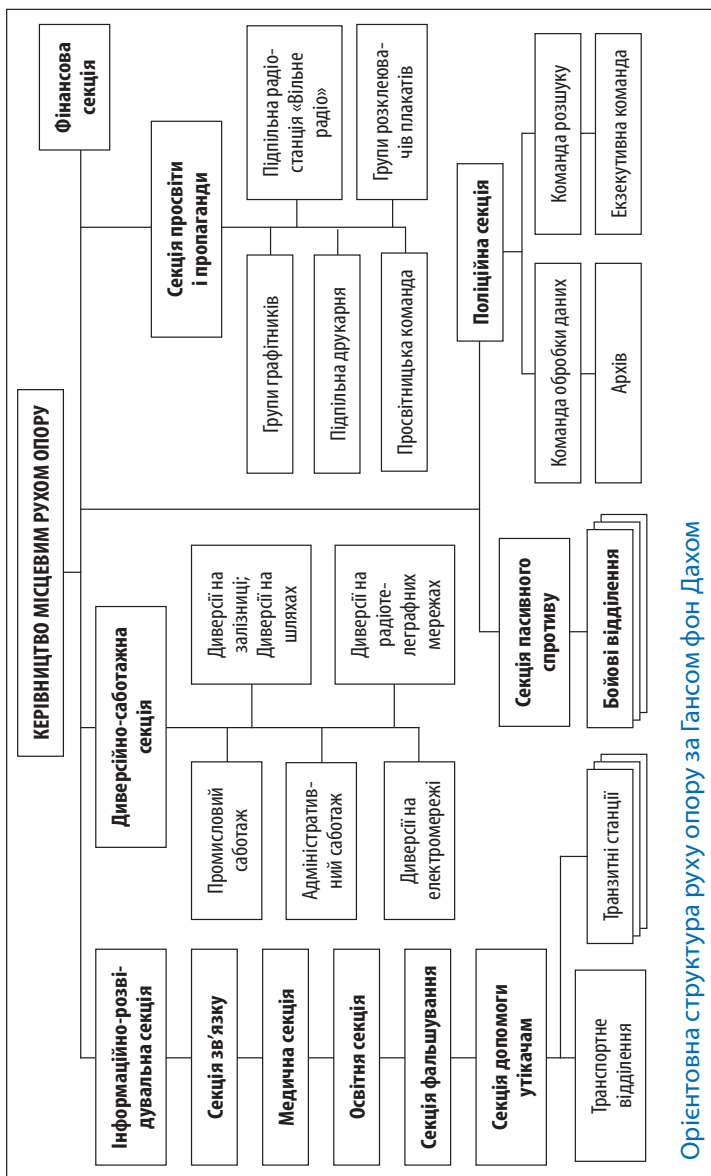 КЕРІВНИЦТВО МІСЦЕВИМ РУХОМ ОПОРУ
Інформаційно-розві-
дувальна секція
Секція зв'язку
Медична секція
Освітня секція
Секція фальшування
Секція допомоги
утікачам
Транспортне
відділення
Транзитні станції
Диверсійно-саботажна
секція
Промисловий
саботаж
Диверсії на
залізниці;
Диверсії на
шляхах
Адміністратив-
ний саботаж
Диверсії на
радіоте-
леграфних
мережах
Диверсії на
електромережі
Секція пасивного
спротиву
Бойові відділення
Фінансова
секція
Секція просвіти
і пропаганди
Групи графітників
Підпільна радіо-
станція «Вільне
радіо»
Підпільна друкарня
Групи розклеюва-
чів плакатів
Просвітницька команда
Поліційна секція
Команда обробки даних
Команда розшуку
Архів
Екзекутивна команда
Орієнтовна структура руху опору за Гансом фон Дахом